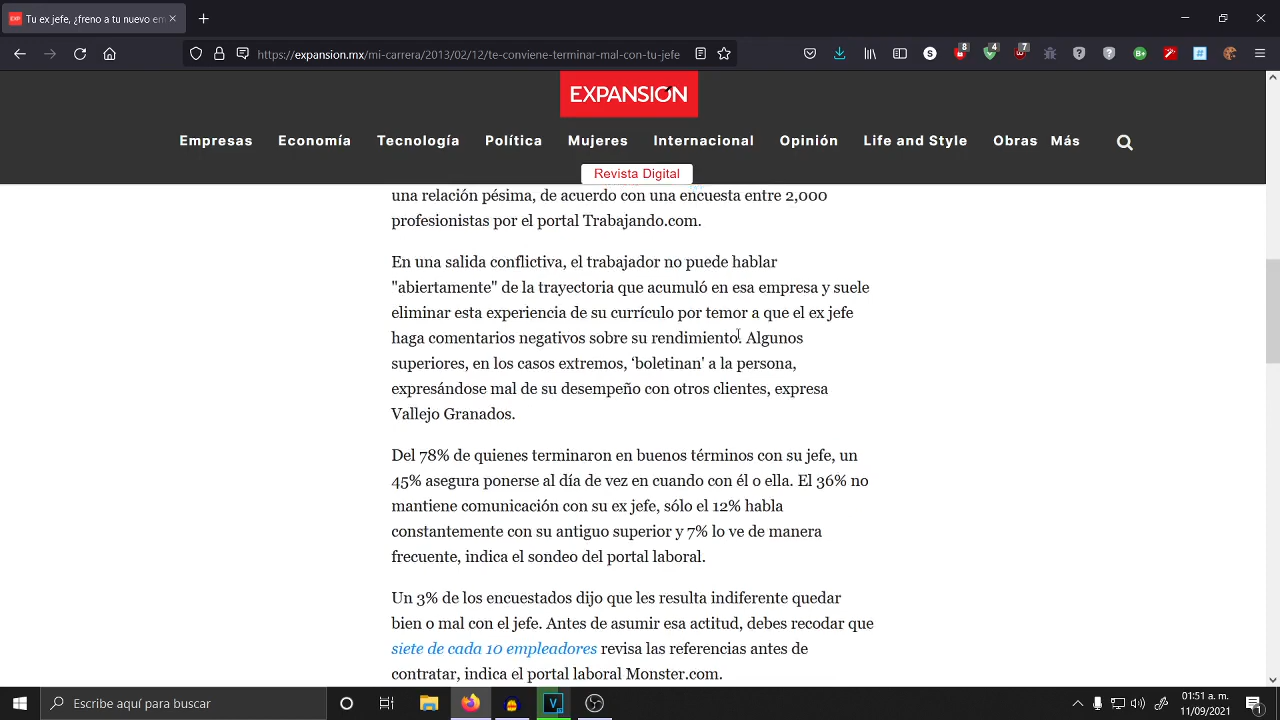 Tu ex jefe, ¿freno a tu nuevo em
https://expansion.mx/mi-carrera/2013/02/12/te-conviene-terminar-mal-con-tu-jefe
8
4
7
EXPANSIÓN
Empresas Economía Tecnología Política Mujeres Internacional Opinión Life and Style Obras Más
Revista Digital
una relación pésima, de acuerdo con una encuesta entre 2,000
profesionistas por el portal Trabajando.com.
En una salida conflictiva, el trabajador no puede hablar
"abiertamente" de la trayectoria que acumuló en esa empresa y suele
eliminar esta experiencia de su currículo por temor a que el ex jefe
haga comentarios negativos sobre su rendimiento. Algunos
superiores, en los casos extremos, ‘boletinan' a la persona,
expresándose mal de su desempeño con otros clientes, expresa
Vallejo Granados.
Del 78% de quienes terminaron en buenos términos con su jefe, un
45% asegura ponerse al día de vez en cuando con él o ella. El 36% no
mantiene comunicación con su ex jefe, sólo el 12% habla
constantemente con su antiguo superior y 7% lo ve de manera
frecuente, indica el sondeo del portal laboral.
Un 3% de los encuestados dijo que les resulta indiferente quedar
bien o mal con el jefe. Antes de asumir esa actitud, debes recodar que
siete de cada 10 empleadores revisa las referencias antes de
contratar, indica el portal laboral Monster.com.
Escribe aquí para buscar
01:51 a. m.
11/09/2021